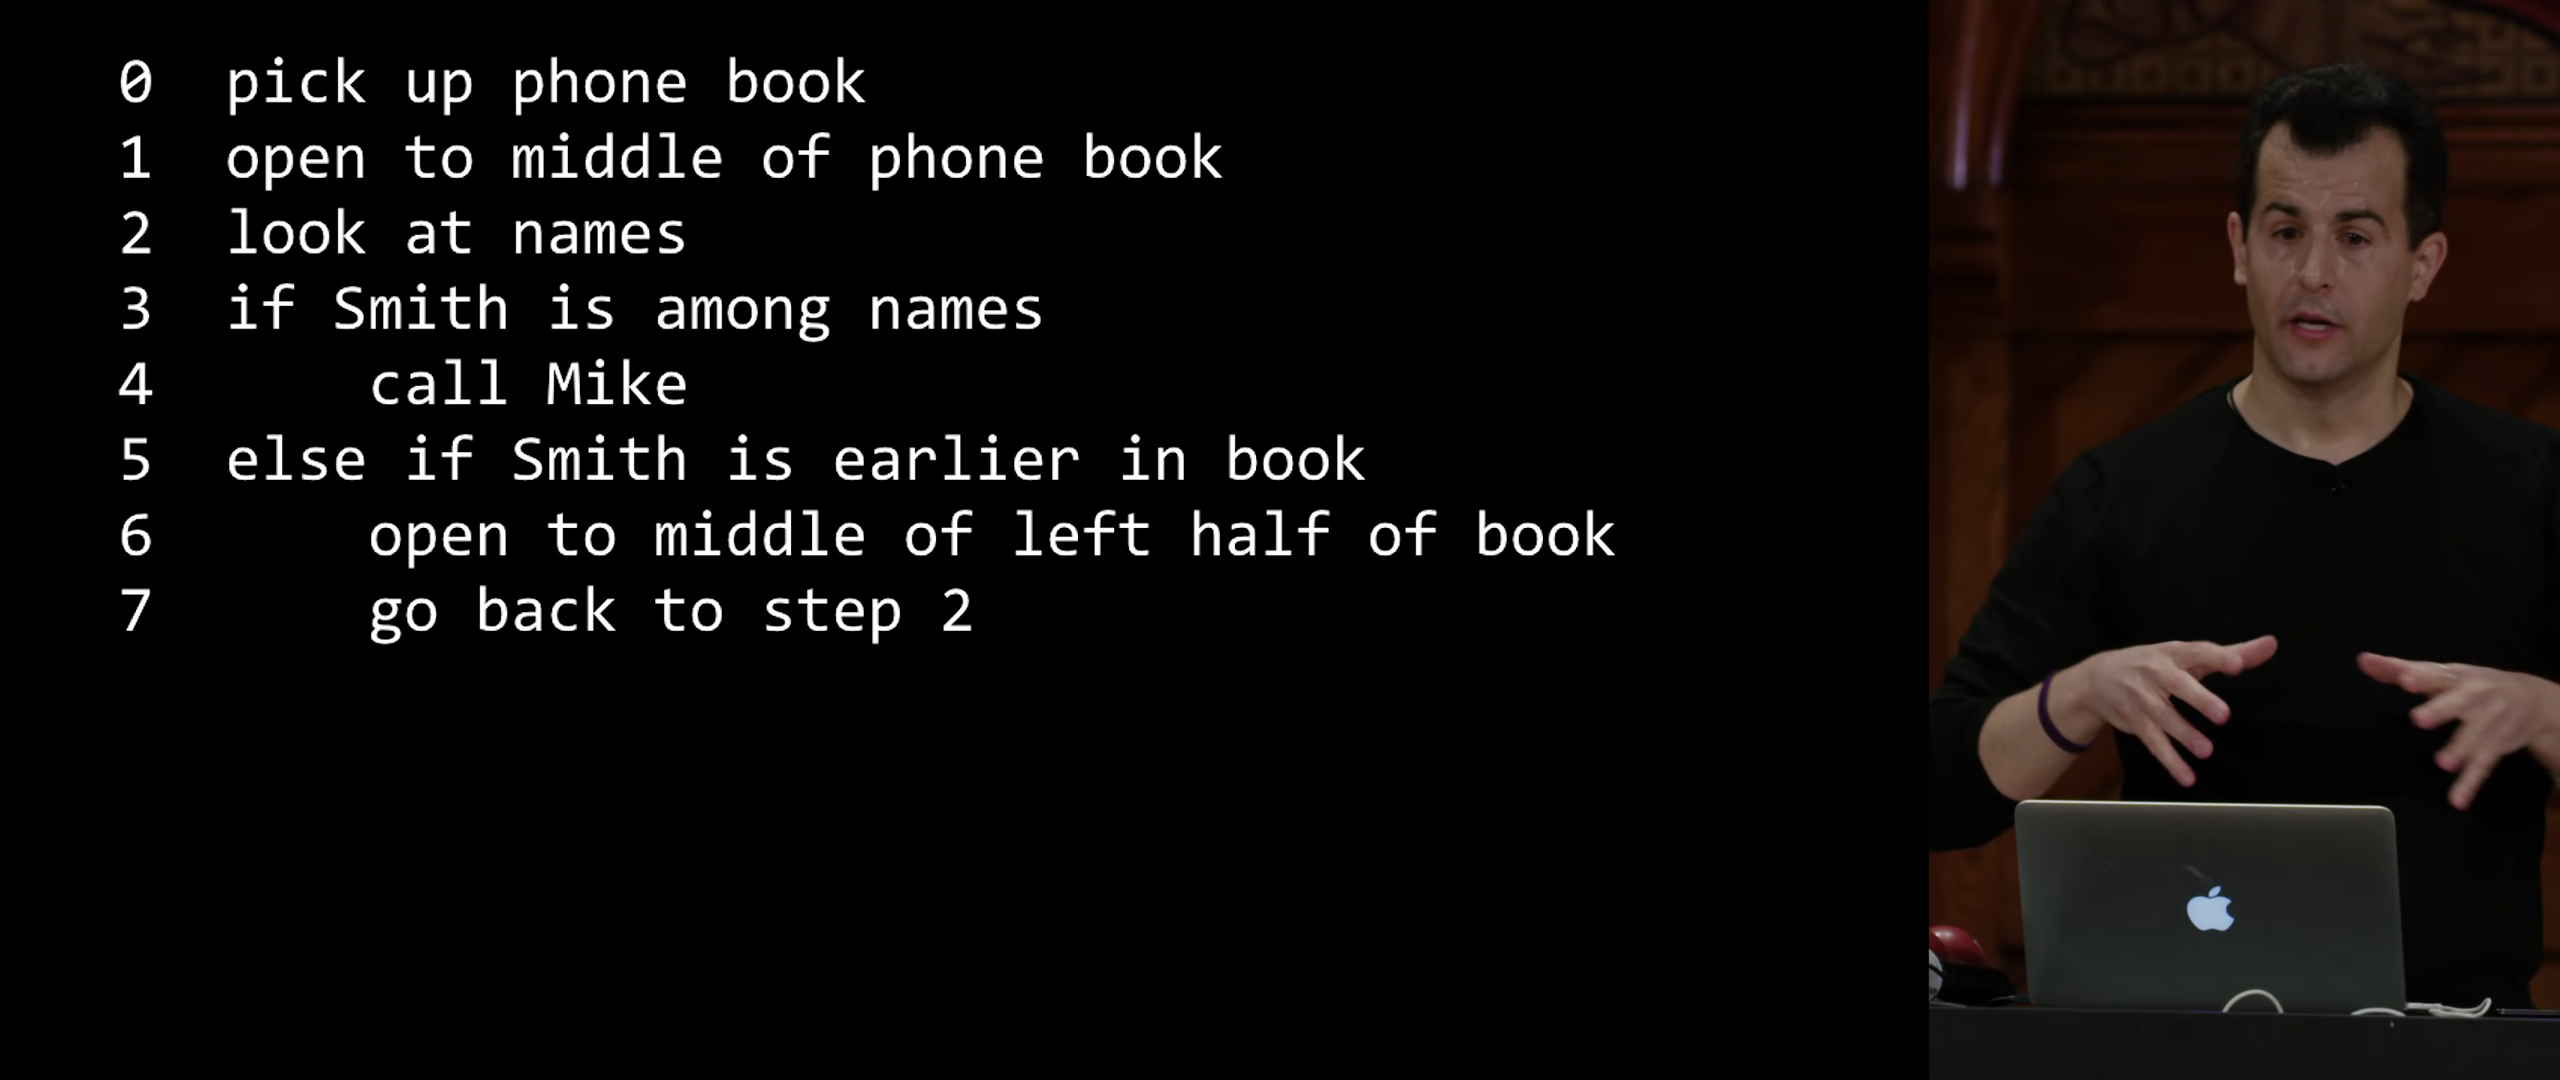 0 pick up phone book
1 open to middle of phone book
2 look at names
3 if Smith is among names
4     call Mike
5 else if Smith is earlier in book
6     open to middle of left half of book
7     go back to step 2